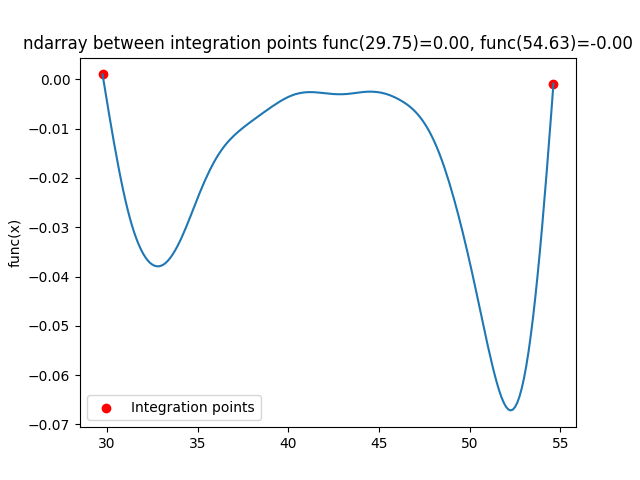 ndarray between integration points func(29.75)=0.00, func(54.63)=-0.00
0.00
−0.01
−0.02
−0.03
−0.04
−0.05
−0.06
−0.07
func(x)
Integration points
30 35 40 45 50 55